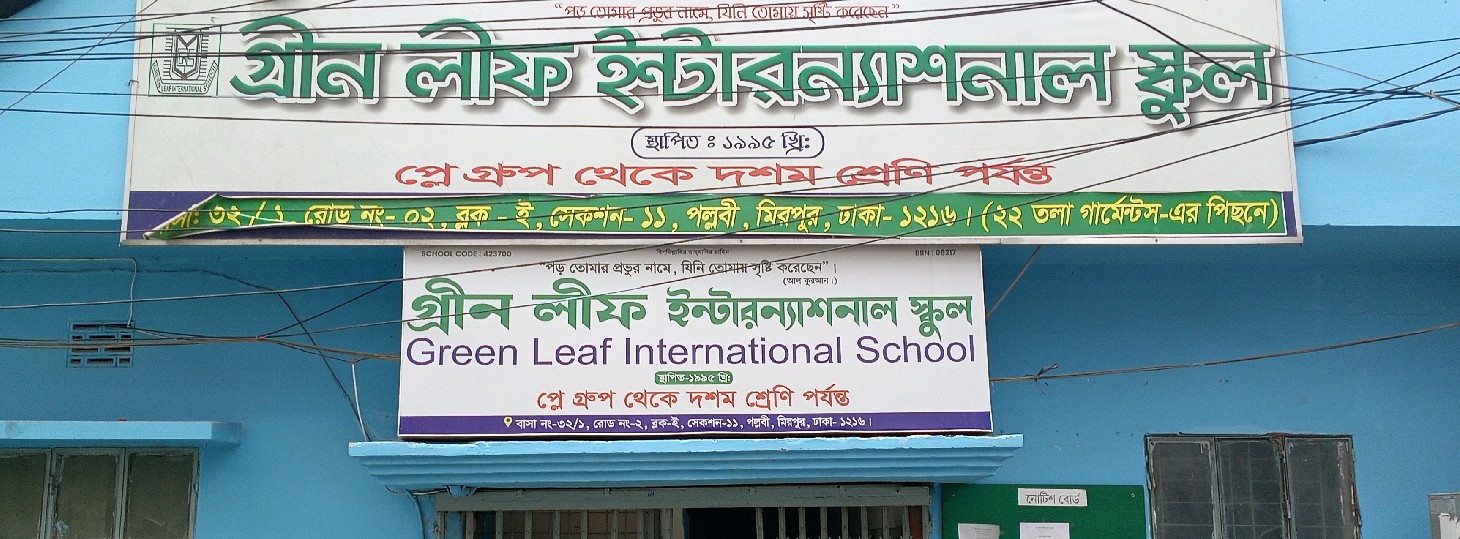 “পড় তোমার প্রভুর নামে, যিনি তোমায় সৃষ্টি করেছেন”
LEAF INTERNATIONAL
গ্রীন লীফ ইন্টারন্যাশনাল স্কুল
স্থাপিত : ১৯৯৫ খ্রি:
প্লে গ্রুপ থেকে দশম শ্রেণি পর্যন্ত
৩২ / ১, রোড নং- ০২, ব্লক - ই, সেকশন- ১১, পল্লবী, মিরপুর, ঢাকা- ১২১৬। (২২ তলা গার্মেন্টস-এর পিছনে)
SCHOOL CODE : 423700
“পড় তোমার প্রভুর নামে, যিনি তোমায় সৃষ্টি করেছেন”।
(আল কুরআন।)
গ্রীন লীফ ইন্টারন্যাশনাল স্কুল
Green Leaf International School
স্থাপিত-১৯৯৫ খ্রি:
প্লে গ্রুপ থেকে দশম শ্রেণি পর্যন্ত
বাসা নং-৩২/১, রোড নং-২, ব্লক-ই, সেকশন-১১, পল্লবী, মিরপুর, ঢাকা- ১২১৬।
নোটিশ বোর্ড